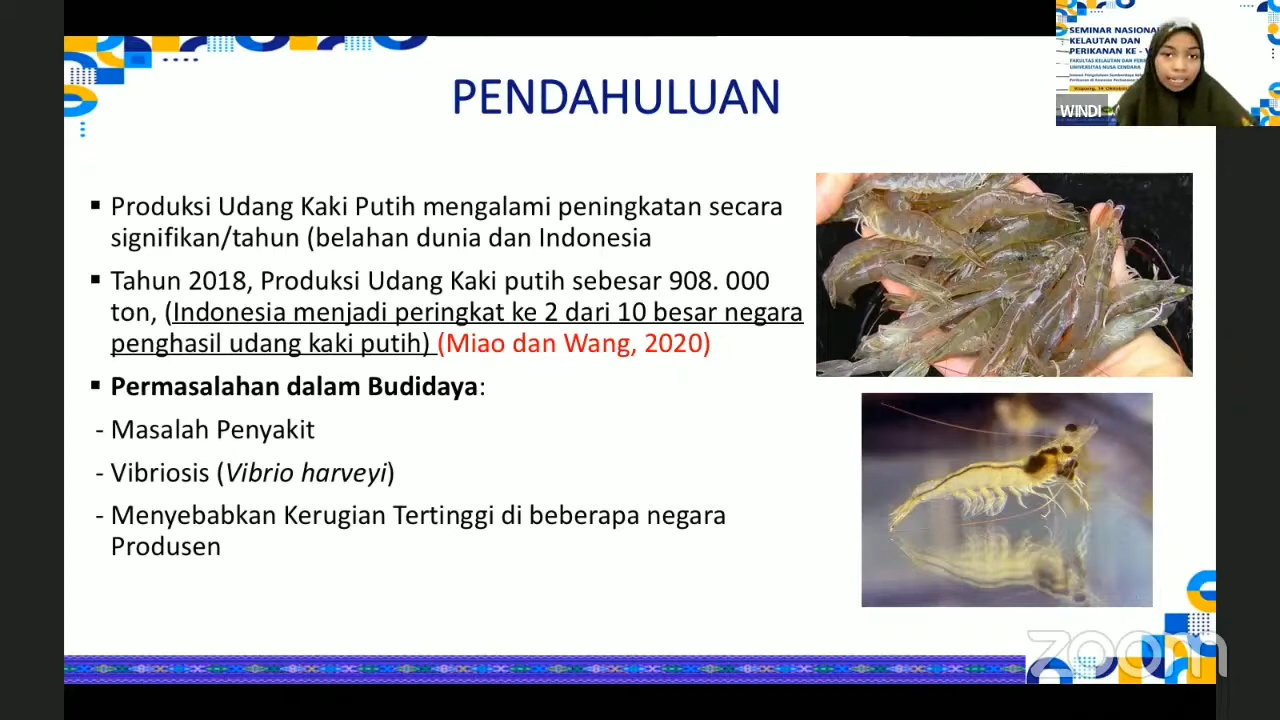 PENDAHULUAN
▪ Produksi Udang Kaki Putih mengalami peningkatan secara
signifikan/tahun (belahan dunia dan Indonesia
▪ Tahun 2018, Produksi Udang Kaki putih sebesar 908. 000
ton, (Indonesia menjadi peringkat ke 2 dari 10 besar negara
penghasil udang kaki putih) (Miao dan Wang, 2020)
▪ Permasalahan dalam Budidaya:
- Masalah Penyakit
- Vibriosis (Vibrio harveyi)
- Menyebabkan Kerugian Tertinggi di beberapa negara
Produsen
SEMINAR NASIONAL
KELAUTAN DAN
PERIKANAN KE - 
FAKULTAS KELAUTAN DAN
UNIVERSITAS NUSA CENDANA
WINDI
zoom